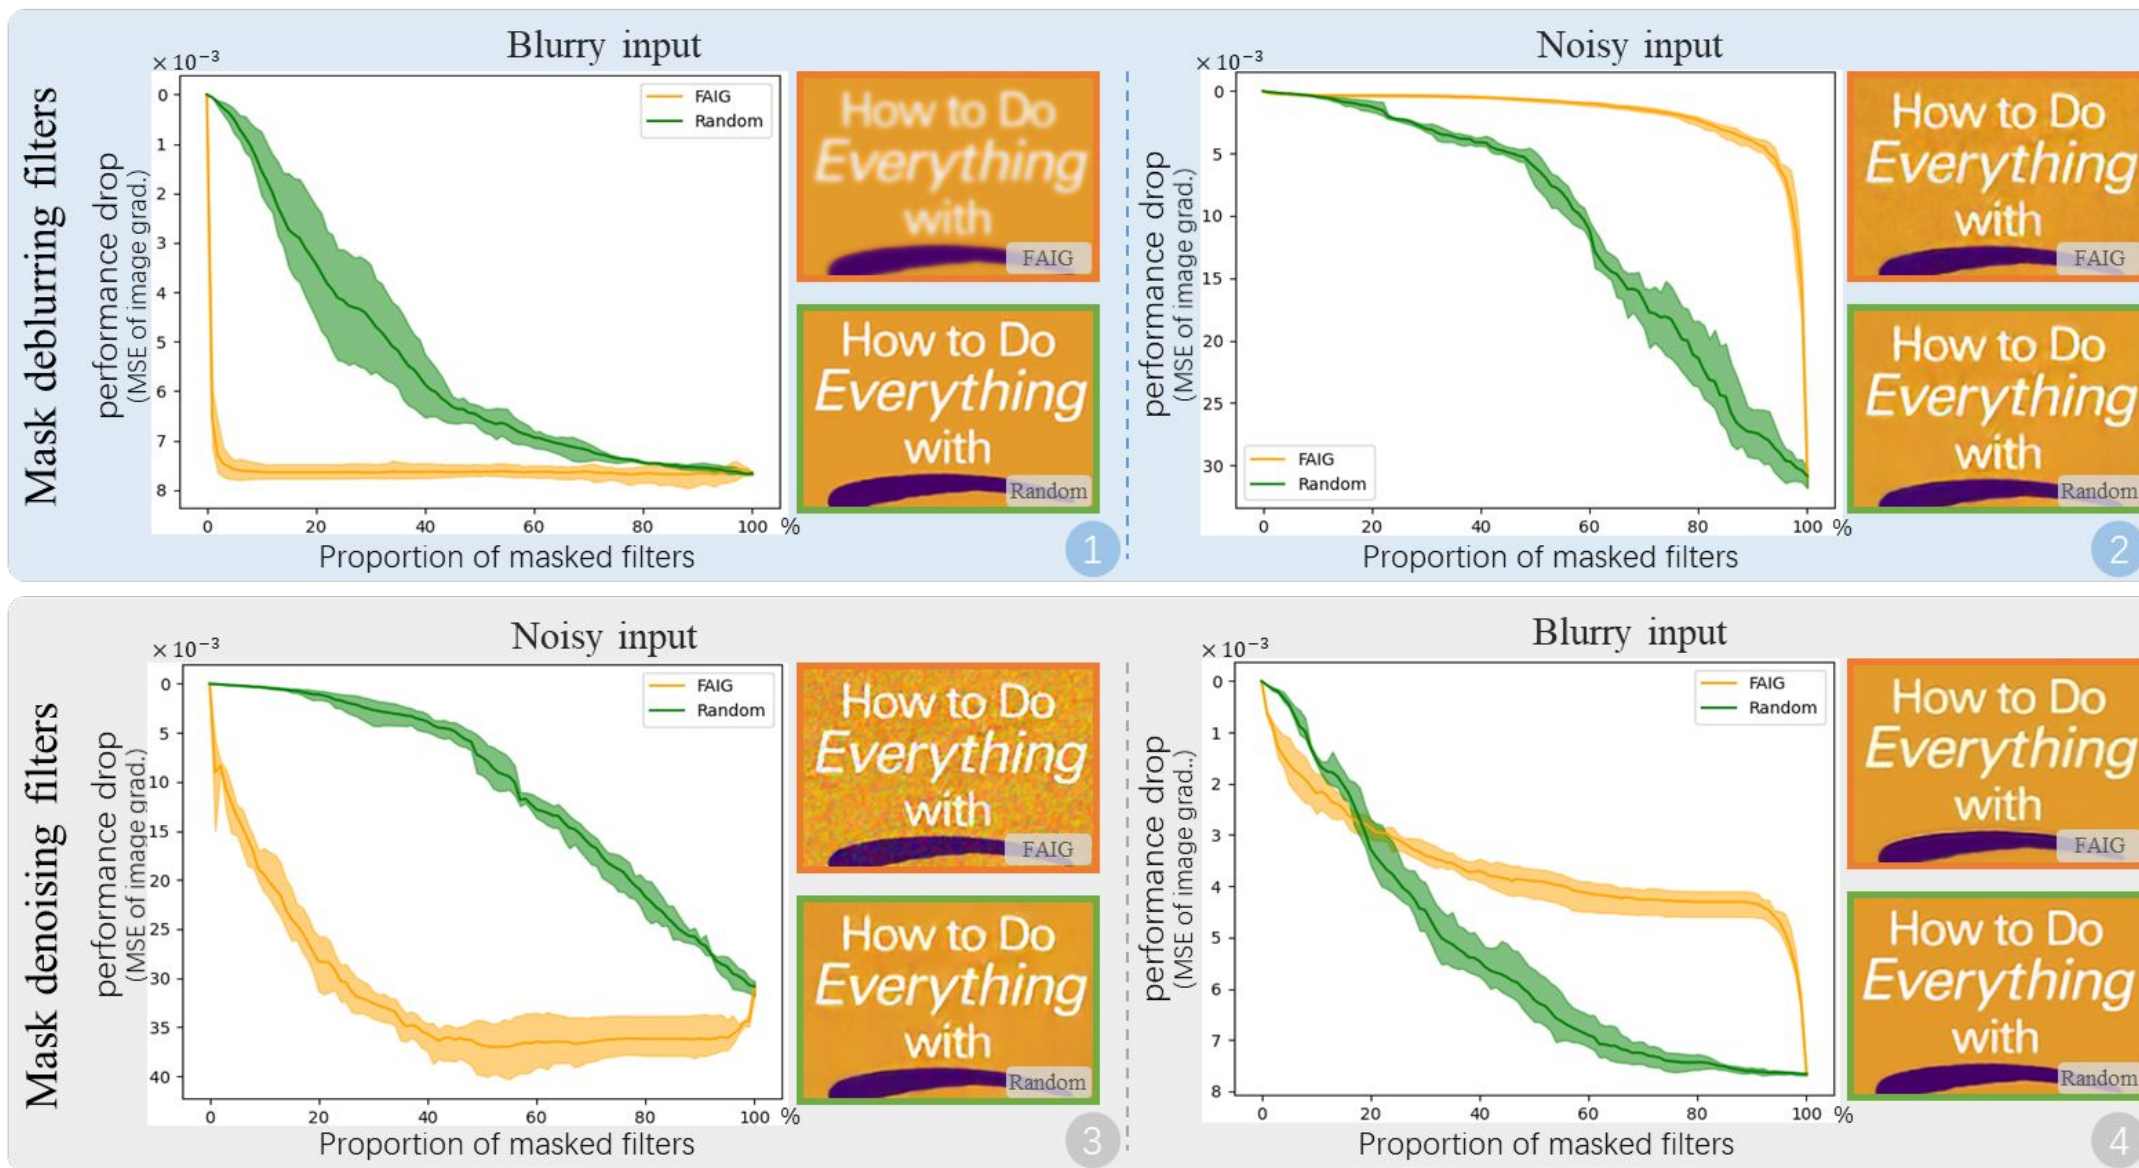 Mask deblurring filters
Blurry input
× 10⁻³
performance drop
(MSE of image grad.)
0
1
2
3
4
5
6
7
8
FAIG
Random
0 20 40 60 80 100 %
Proportion of masked filters
How to Do
Everything
with
FAIG
How to Do
Everything
with
Random
1
Noisy input
× 10⁻³
performance drop
(MSE of image grad.)
0
5
10
15
20
25
30
FAIG
Random
0 20 40 60 80 100 %
Proportion of masked filters
How to Do
Everything
with
FAIG
How to Do
Everything
with
Random
2
Mask denoising filters
Noisy input
× 10⁻³
performance drop
(MSE of image grad.)
0
5
10
15
20
25
30
35
40
FAIG
Random
0 20 40 60 80 100 %
Proportion of masked filters
How to Do
Everything
with
FAIG
How to Do
Everything
with
Random
3
Blurry input
× 10⁻³
performance drop
(MSE of image grad..)
0
1
2
3
4
5
6
7
8
FAIG
Random
0 20 40 60 80 100 %
Proportion of masked filters
How to Do
Everything
with
FAIG
How to Do
Everything
with
Random
4